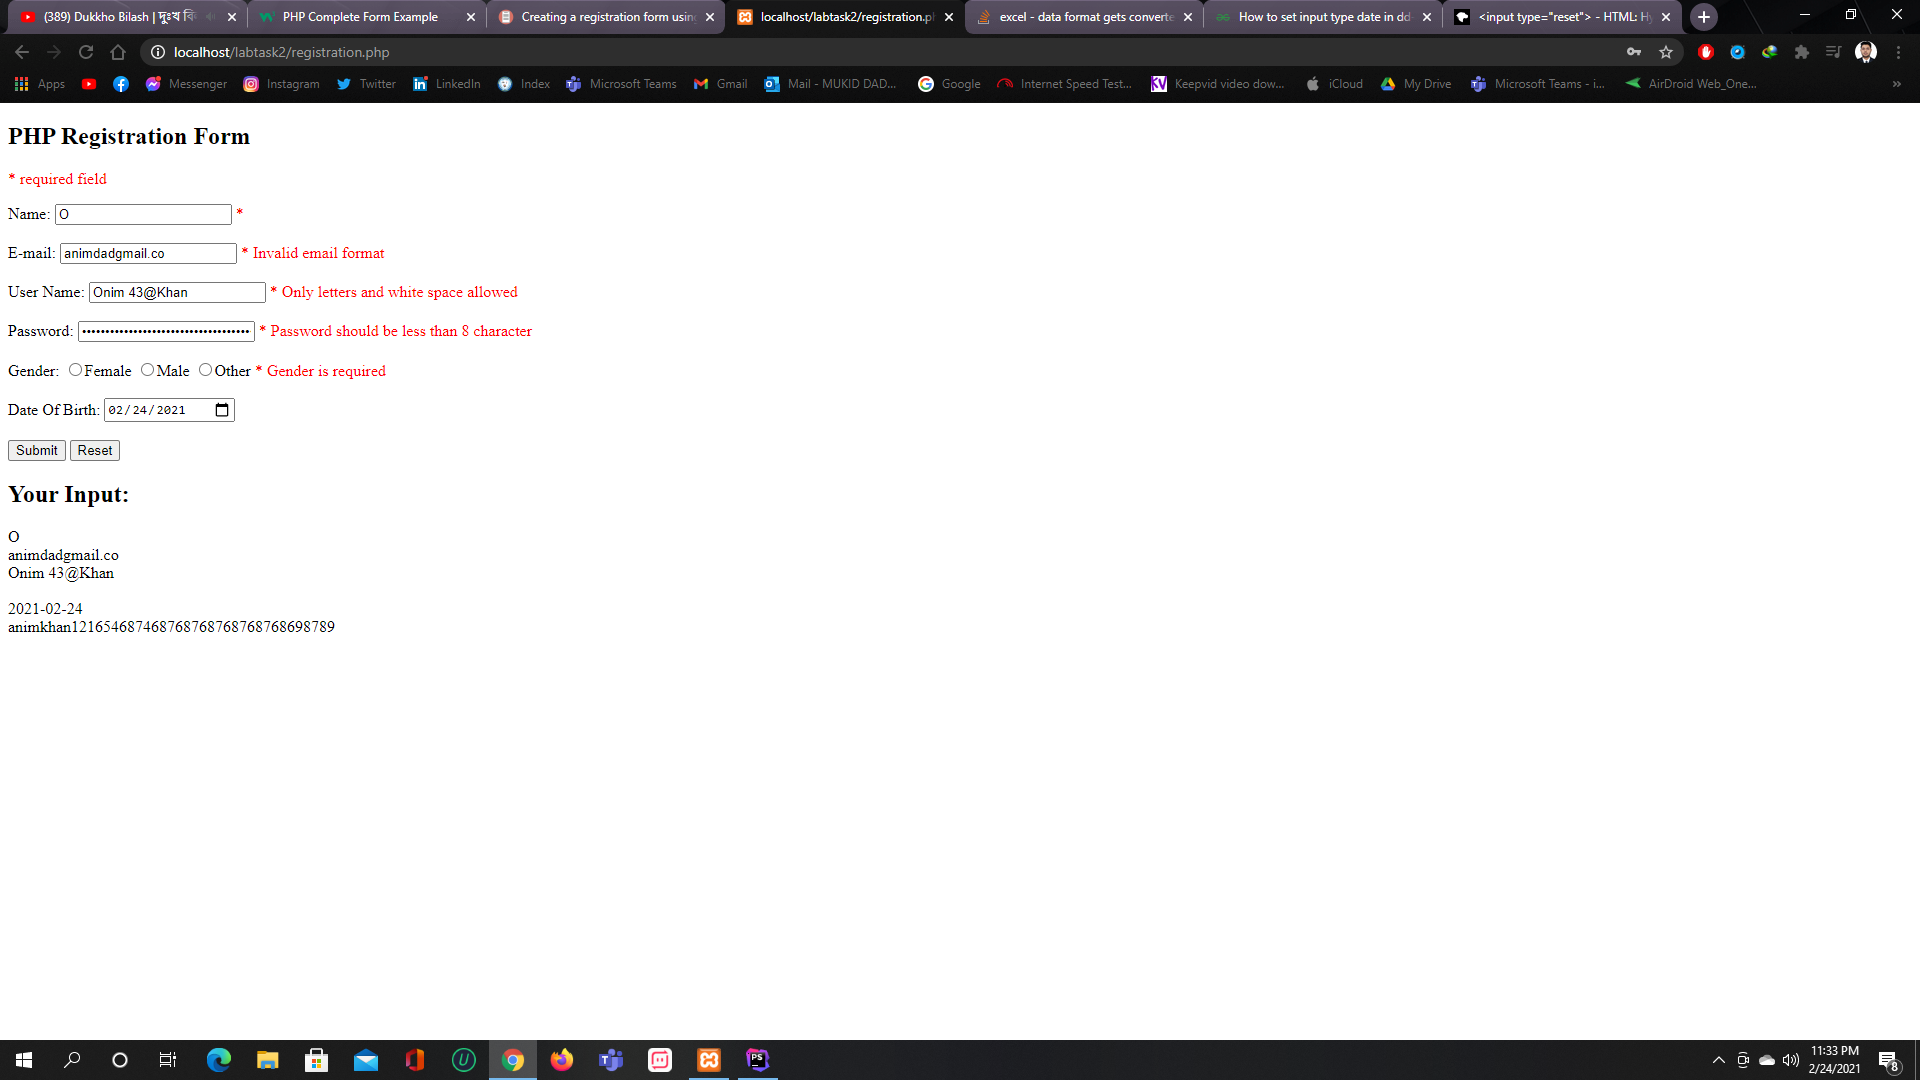 (389) Dukkho Bilash | দুঃখ বি
PHP Complete Form Example
Creating a registration form usin
localhost/labtask2/registration.p
excel - data format gets converte
How to set input type date in dd
<input type="reset"> - HTML: Hy
localhost/labtask2/registration.php
Apps
Messenger
Instagram
Twitter
LinkedIn
Index
Microsoft Teams
Gmail
Mail - MUKID DAD...
Google
Internet Speed Test...
KV
Keepvid video dow...
iCloud
My Drive
Microsoft Teams - i...
AirDroid Web_One...
»
PHP Registration Form
* required field
Name: O *
E-mail: animdadgmail.co * Invalid email format
User Name: Onim 43@Khan * Only letters and white space allowed
Password: * Password should be less than 8 character
Gender: Female Male Other * Gender is required
Date Of Birth: 02/24/2021
Submit Reset
Your Input:
O
animdadgmail.co
Onim 43@Khan
2021-02-24
animkhan1216546874687687687687687698789
11:33 PM
2/24/2021
8